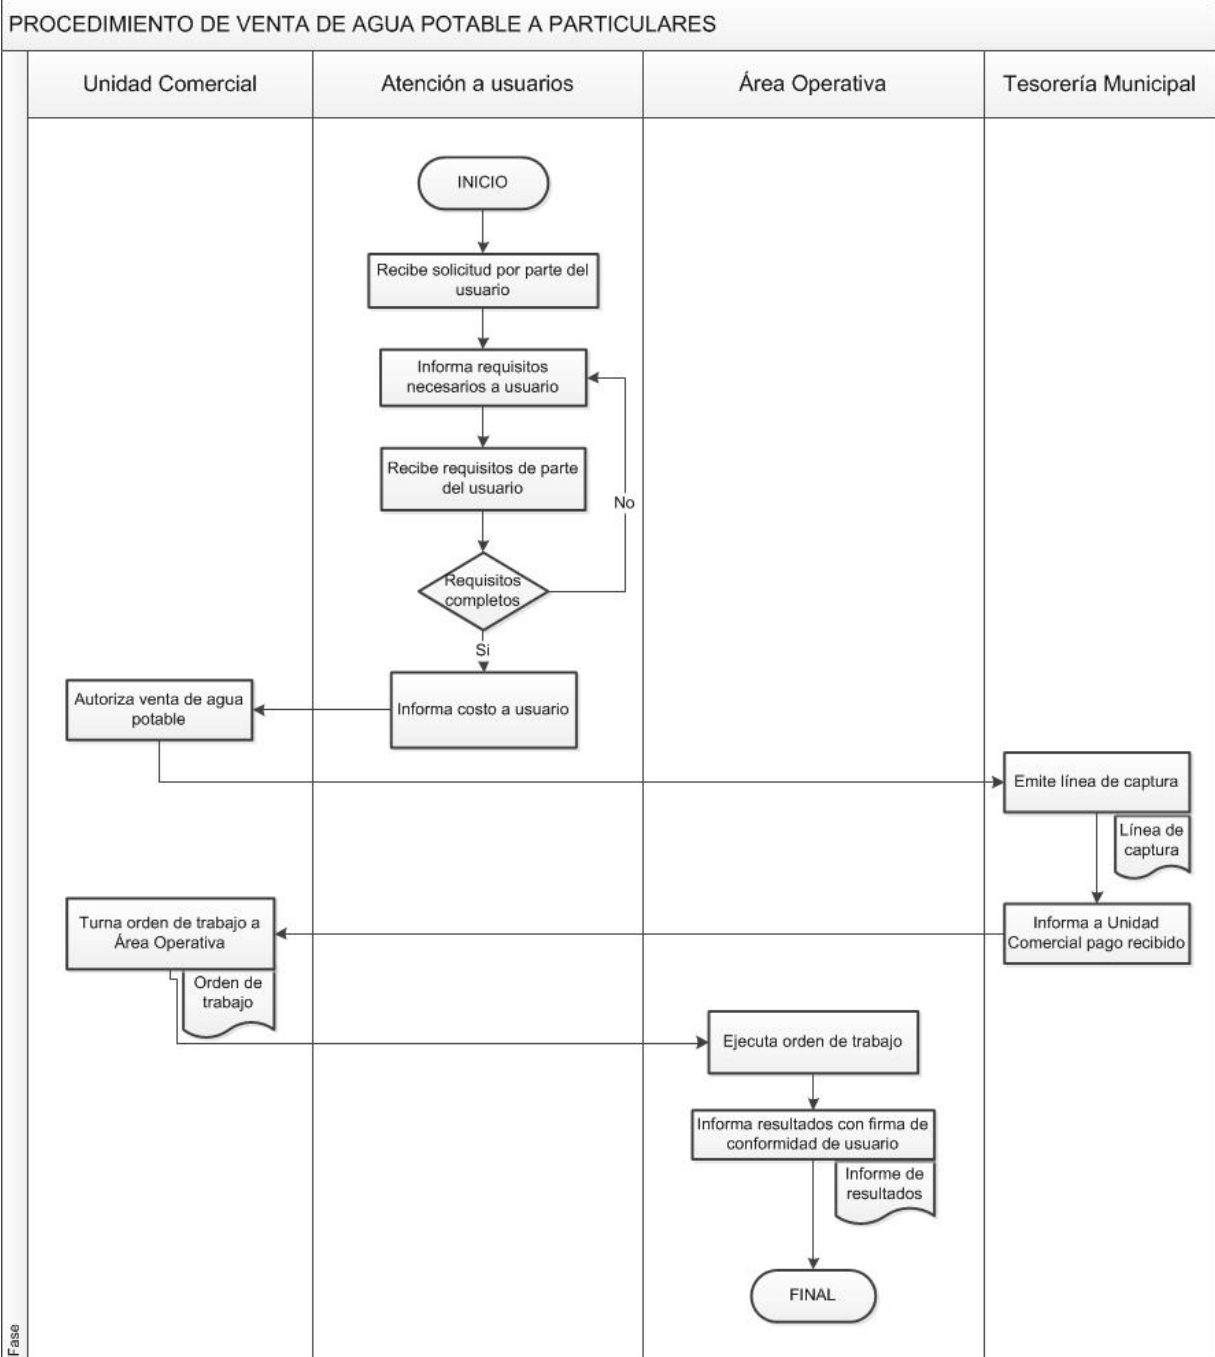 PROCEDIMIENTO DE VENTA DE AGUA POTABLE A PARTICULARES
Unidad Comercial
Atención a usuarios
Área Operativa
Tesorería Municipal
INICIO
Recibe solicitud por parte del
usuario
Informa requisitos
necesarios a usuario
Recibe requisitos de parte
del usuario
No
Requisitos
completos
Si
Informa costo a usuario
Autoriza venta de agua
potable
Emite línea de captura
Línea de
captura
Informa a Unidad
Comercial pago recibido
Turna orden de trabajo a
Área Operativa
Orden de
trabajo
Ejecuta orden de trabajo
Informa resultados con firma de
conformidad de usuario
Informe de
resultados
FINAL
Fase